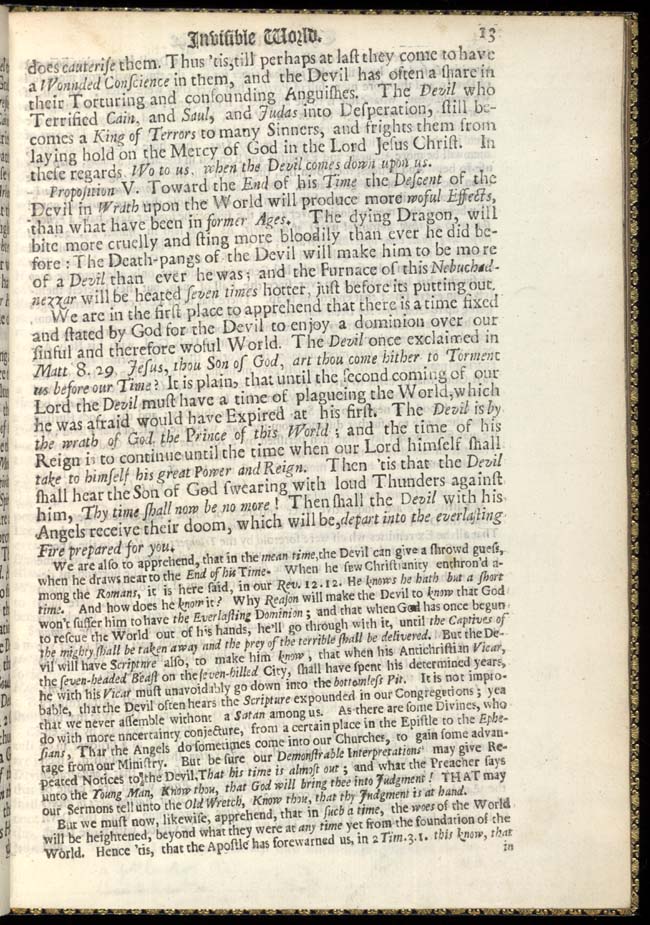 Invisible World. 13
does cauterise them. Thus 'tis, till perhaps at last they come to have
a Wonnded Conscience in them, and the Devil has often a share in
their Torturing and confounding Anguishes. The Devil who
Terrified Cain, and Saul, and Judas into Desperation, still be-
comes a King of Terrors to many Sinners, and frights them from
laying hold on the Mercy of God in the Lord Jesus Christ. In
these regards, Wo to us, when the Devil comes down upon us.
Proposition V. Toward the End of his Time the Descent of the
Devil in Wrath upon the World will produce more woful Effects,
than what have been in former Ages. The dying Dragon, will
bite more cruelly and sting more bloodily than ever he did be-
fore: The Death-pangs of the Devil will make him to be more
of a Devil than ever he was; and the Furnace of this Nebuchad-
nezzar will be heated seven times hotter, just before its putting out.
We are in the first place to apprehend that there is a time fixed
and stated by God for the Devil to enjoy a dominion over our
sinful and therefore woful World. The Devil once exclaimed in
Matt 8. 29. Jesus, thou Son of God, art thou come hither to Torment
us before our Time? It is plain, that until the second coming of our
Lord the Devil must have a time of plagueing the World, which
he was afraid would have Expired at his first. The Devil is by
the wrath of God, the Prince of this World; and the time of his
Reign is to continue until the time when our Lord himself shall
take to himself his great Power and Reign. Then 'tis that the Devil
shall hear the Son of God swearing with loud Thunders against
him, Thy time shall now be no more! Then shall the Devil with his
Angels receive their doom, which will be, depart into the everlasting
Fire prepared for you.
We are also to apprehend, that in the mean time, the Devil can give a shrowd guess,
when he draws near to the End of his Time. When he sew Christianity enthron'd a-
mong the Romans, it is here said, in our Rev. 12. 12. He knows he hath but a short
time. And how does he know it? Why Reason will make the Devil to know that God
won't suffer him to have the Everlasting Dominion; and that when God has once begun
to rescue the World out of his hands, he'll go through with it, until the Captives of
the mighty shall be taken away and the prey of the terrible shall be delivered. But the De-
vil will have Scripture also, to make him know, that when his Antichristian Vicar,
the seven-headed Beast on the seven-hilled City, shall have spent his determined years,
he with his Vicar must unavoidably go down into the bottomless Pit. It is not impro-
bable, that the Devil often hears the Scripture expounded in our Congregetions; yea
that we never assemble without a Satan among us. As there are some Divines, who
do with more nncertainty conjecture, from a certain place in the Epistle to the Ephe-
sians, That the Angels do sometimes come into our Churches, to gain some advan-
tage from our Ministry. But be sure our Demonstrable Interpretations may give Re-
peated Notices to the Devil, That his time is almost out; and what the Preacher says
unto the Young Man, Know thou, that God will bring thee into Judgment! THAT may
our Sermons tell unto the Old Wretch, Know thou, that thy Judgment is at hand.
But we must now, likewise, apprehend, that in such a time, the woes of the World
will be heightened, beyond what they were at any time yet from the foundation of the
World. Hence 'tis, that the Apostle has forewarned us, in 2 Tim. 3. 1. this know, that
in